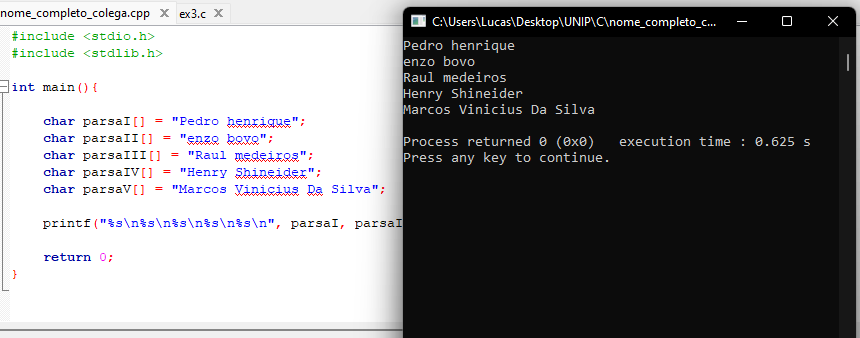 nome_completo_colega.cpp ex3.c
#include <stdio.h>
#include <stdlib.h>
int main(){
char parsaI[] = "Pedro henrique";
char parsaII[] = "enzo bovo";
char parsaIII[] = "Raul medeiros";
char parsaIV[] = "Henry Shineider";
char parsaV[] = "Marcos Vinicius Da Silva";
printf("%s\n%s\n%s\n%s\n%s\n", parsaI, parsaI
return 0;
}
C:\Users\Lucas\Desktop\UNIP\C\nome_completo_c...
Pedro henrique
enzo bovo
Raul medeiros
Henry Shineider
Marcos Vinicius Da Silva
Process returned 0 (0x0)   execution time : 0.625 s
Press any key to continue.